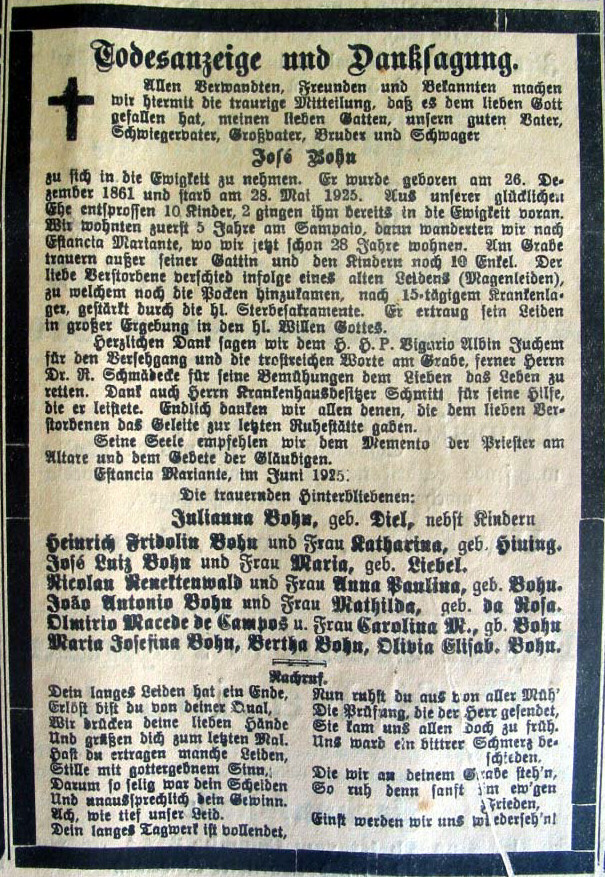 Todesanzeige und Danksagung.
Allen Verwandten, Freunden und Bekannten machen
wir hiermit die traurige Mitteilung, daß es dem lieben Gott
gefallen hat, meinen lieben Gatten, unsern guten Vater,
Schwiegervater, Großvater, Bruder und Schwager
José Bohn
zu sich in die Ewigkeit zu nehmen. Er wurde geboren am 26. De-
zember 1861 und starb am 28. Mai 1925. Aus unserer glücklichen
Ehe entsprossen 10 Kinder, 2 gingen ihm bereits in die Ewigkeit voran.
Wir wohnten zuerst 5 Jahre am Sampaio, dann wanderten wir nach
Estancia Mariante, wo wir jetzt schon 28 Jahre wohnen. Am Grabe
trauern außer seiner Gattin und den Kindern noch 10 Enkel. Der
liebe Verstorbene verschied infolge eines alten Leidens (Magenleiden),
zu welchem noch die Pocken hinzukamen, nach 15-tägigem Krankenla-
ger, gestärkt durch die hl. Sterbesakramente. Er ertraug sein Leiden
in großer Ergebung in den hl. Willen Gottes.
Herzlichen Dank sagen wir dem H. H. P. Vigario Albin Juchem
für den Versehgang und die trostreichen Worte am Grabe, ferner Herrn
Dr. R. Schmädecke für seine Bemühungen dem Lieben das Leben zu
retten. Dank auch Herrn Krankenhausbesitzer Schmitt für seine Hilfe,
die er leistete. Endlich danken wir allen denen, die dem lieben Ver-
storbenen das Geleite zur letzten Ruhestätte gaben.
Seine Seele empfehlen wir dem Memento der Priester am
Altare und dem Gebete der Gläubigen.
Estancia Mariante, im Juni 1925.
Die trauernden Hinterbliebenen:
Julianna Bohn, geb. Diel, nebst Kindern
Heinrich Fridolin Bohn und Frau Katharina, geb. Hining.
José Luiz Bohn und Frau Maria, geb. Liebel.
Nicolau Renektenwald und Frau Anna Paulina, geb. Bohn.
João Antonio Bohn und Frau Mathilda, geb. da Rosa.
Olmirio Macede de Campos u. Frau Carolina M., gb. Bohn
Maria Josefina Bohn, Bertha Bohn, Olivia Elisab. Bohn.
Nachruf.
Dein langes Leiden hat ein Ende,
Erlöst bist du von deiner Qual,
Wir drücken deine lieben Hände
Und grüßen dich zum letzten Mal.
Hast du ertragen manche Leiden,
Stille mit gottergebnem Sinn,
Darum so selig war dein Scheiden
Und unaussprechlich dein Gewinn.
Ach, wie tief unser Leid.
Dein langes Tagwerk ist vollendet,
Nun ruhst du aus von aller Müh'
Die Prüfung, die der Herr gesendet,
Sie kam uns allen doch zu früh.
Uns ward ein bittrer Schmerz be-
schieden,
Die wir an deinem Grabe steh'n,
So ruh denn sanft im ew'gen
Frieden,
Einst werden wir uns wiederseh'n!